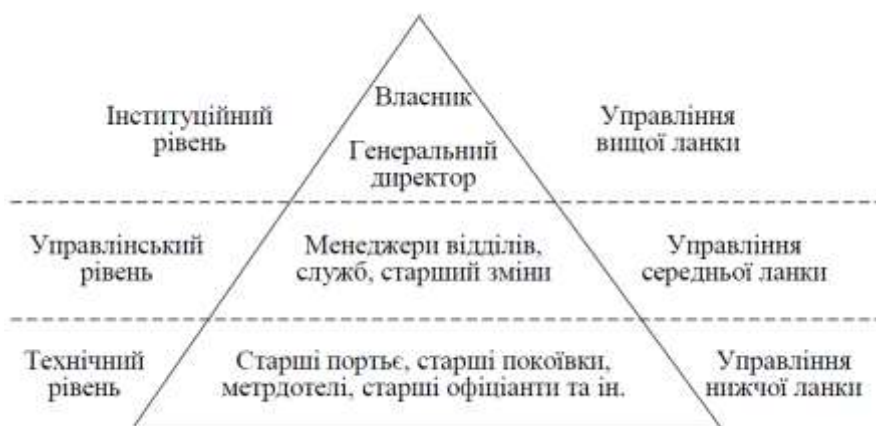 Власник
Інституційний
рівень
Генеральний
директор
Управління
вищої ланки
Управлінський
рівень
Менеджери відділів,
служб, старший зміни
Управління
середньої ланки
Технічний
рівень
Старші портьє, старші покоївки,
метрдотелі, старші офіціанти та ін.
Управління
нижчої ланки